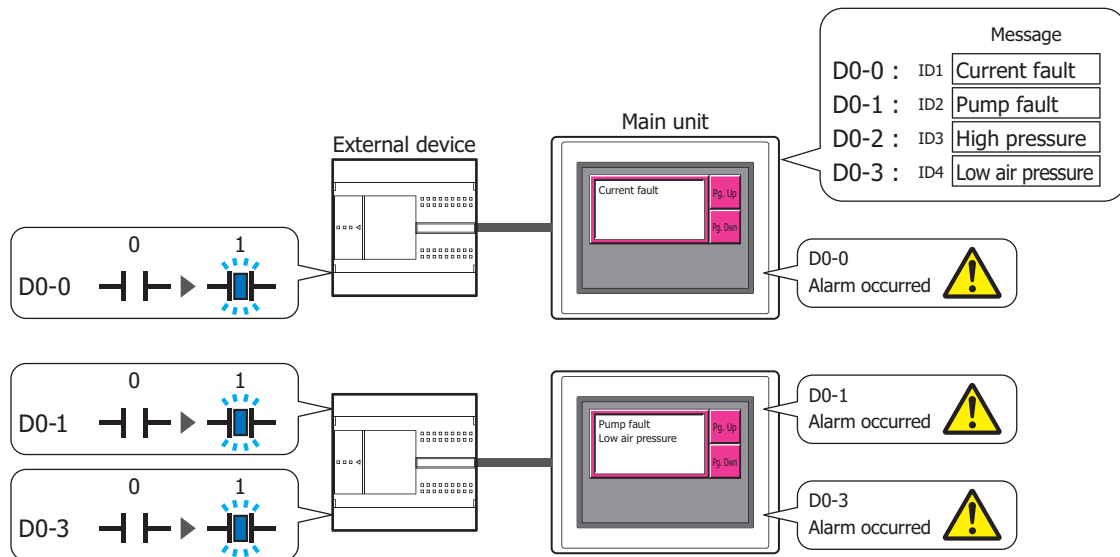 Message
D0-0 : ID1 Current fault
D0-1 : ID2 Pump fault
D0-2 : ID3 High pressure
D0-3 : ID4 Low air pressure
External device
Main unit
Current fault
Pg. Up
Pg. Dwn
0 1
D0-0
D0-0
Alarm occurred
0 1
D0-1
Pump fault
Low air pressure
Pg. Up
Pg. Dwn
D0-1
Alarm occurred
0 1
D0-3
D0-3
Alarm occurred